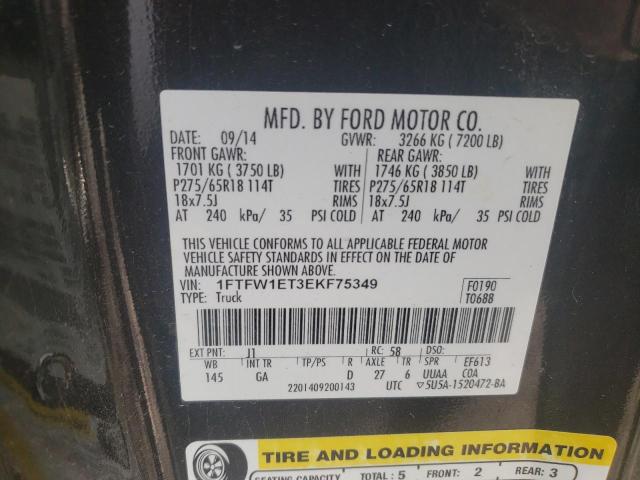 MFD. BY FORD MOTOR CO.
DATE: 09/14 GVWR: 3266 KG ( 7200 LB)
FRONT GAWR: REAR GAWR:
1701 KG ( 3750 LB) WITH 1746 KG ( 3850 LB) WITH
P275/65R18 114T TIRES P275/65R18 114T TIRES
18x7.5J RIMS 18x7.5J RIMS
AT 240 kPa/ 35 PSI COLD AT 240 kPa/ 35 PSI COLD
THIS VEHICLE CONFORMS TO ALL APPLICABLE FEDERAL MOTOR
VEHICLE SAFETY STANDARDS IN EFFECT ON THE DATE OF
MANUFACTURE SHOWN ABOVE.
VIN: 1FTFW1ET3EKF75349 F0190
TYPE: Truck T0688
EXT PNT: J1 RC: 58 DSO:
WB INT TR TP/PS R AXLE TR SPR EF613
145 GA D 27 6 UUAA COA
2201409200143 UTC ▽5U5A-1520472-BA
TIRE AND LOADING INFORMATION
SEATING CAPACITY TOTAL: 5 FRONT: 2 REAR: 3